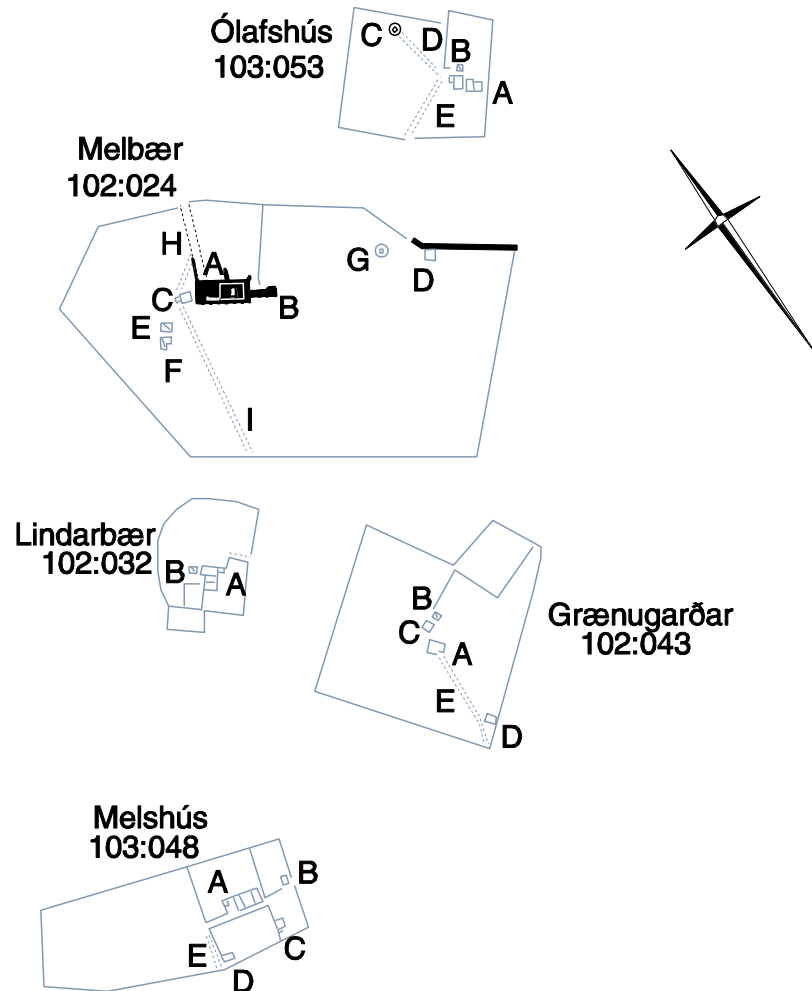 Ólafshús
103:053
C
D
B
A
E
Melbær
102:024
H
A
G
D
C
B
E
F
I
Lindarbær
102:032
B
A
B
C
A
E
D
Grænugarðar
102:043
Melshús
103:048
A
B
E
C
D